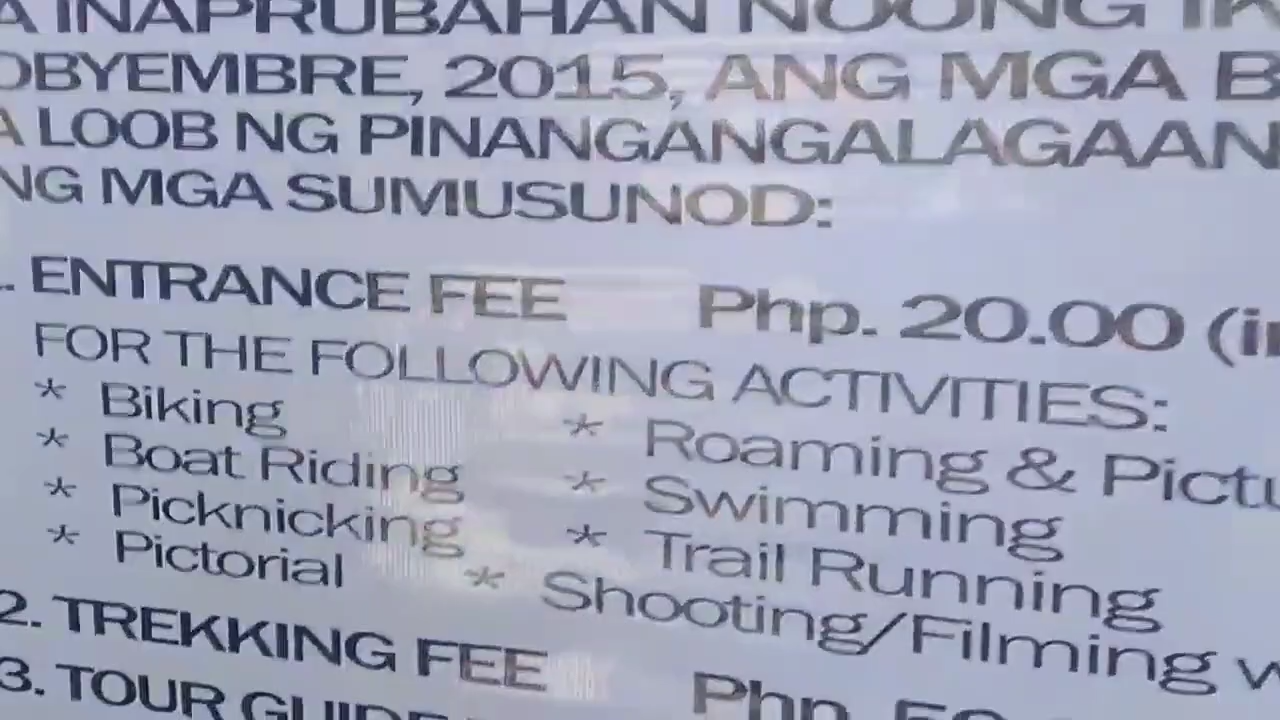 INAPRUBAHAN NOONG
OBYEMBRE, 2015, ANG MGA B
A LOOB NG PINANGANGALAGAAN
NG MGA SUMUSUNOD:
. ENTRANCE FEE Php. 20.00 (i
FOR THE FOLLOWING ACTIVITIES:
* Biking * Roaming & Pictu
* Boat Riding * Swimming
* Picknicking * Trail Running
* Pictorial * Shooting/Filming w
2. TREKKING FEE Php. 50
3. TOUR GUIDE